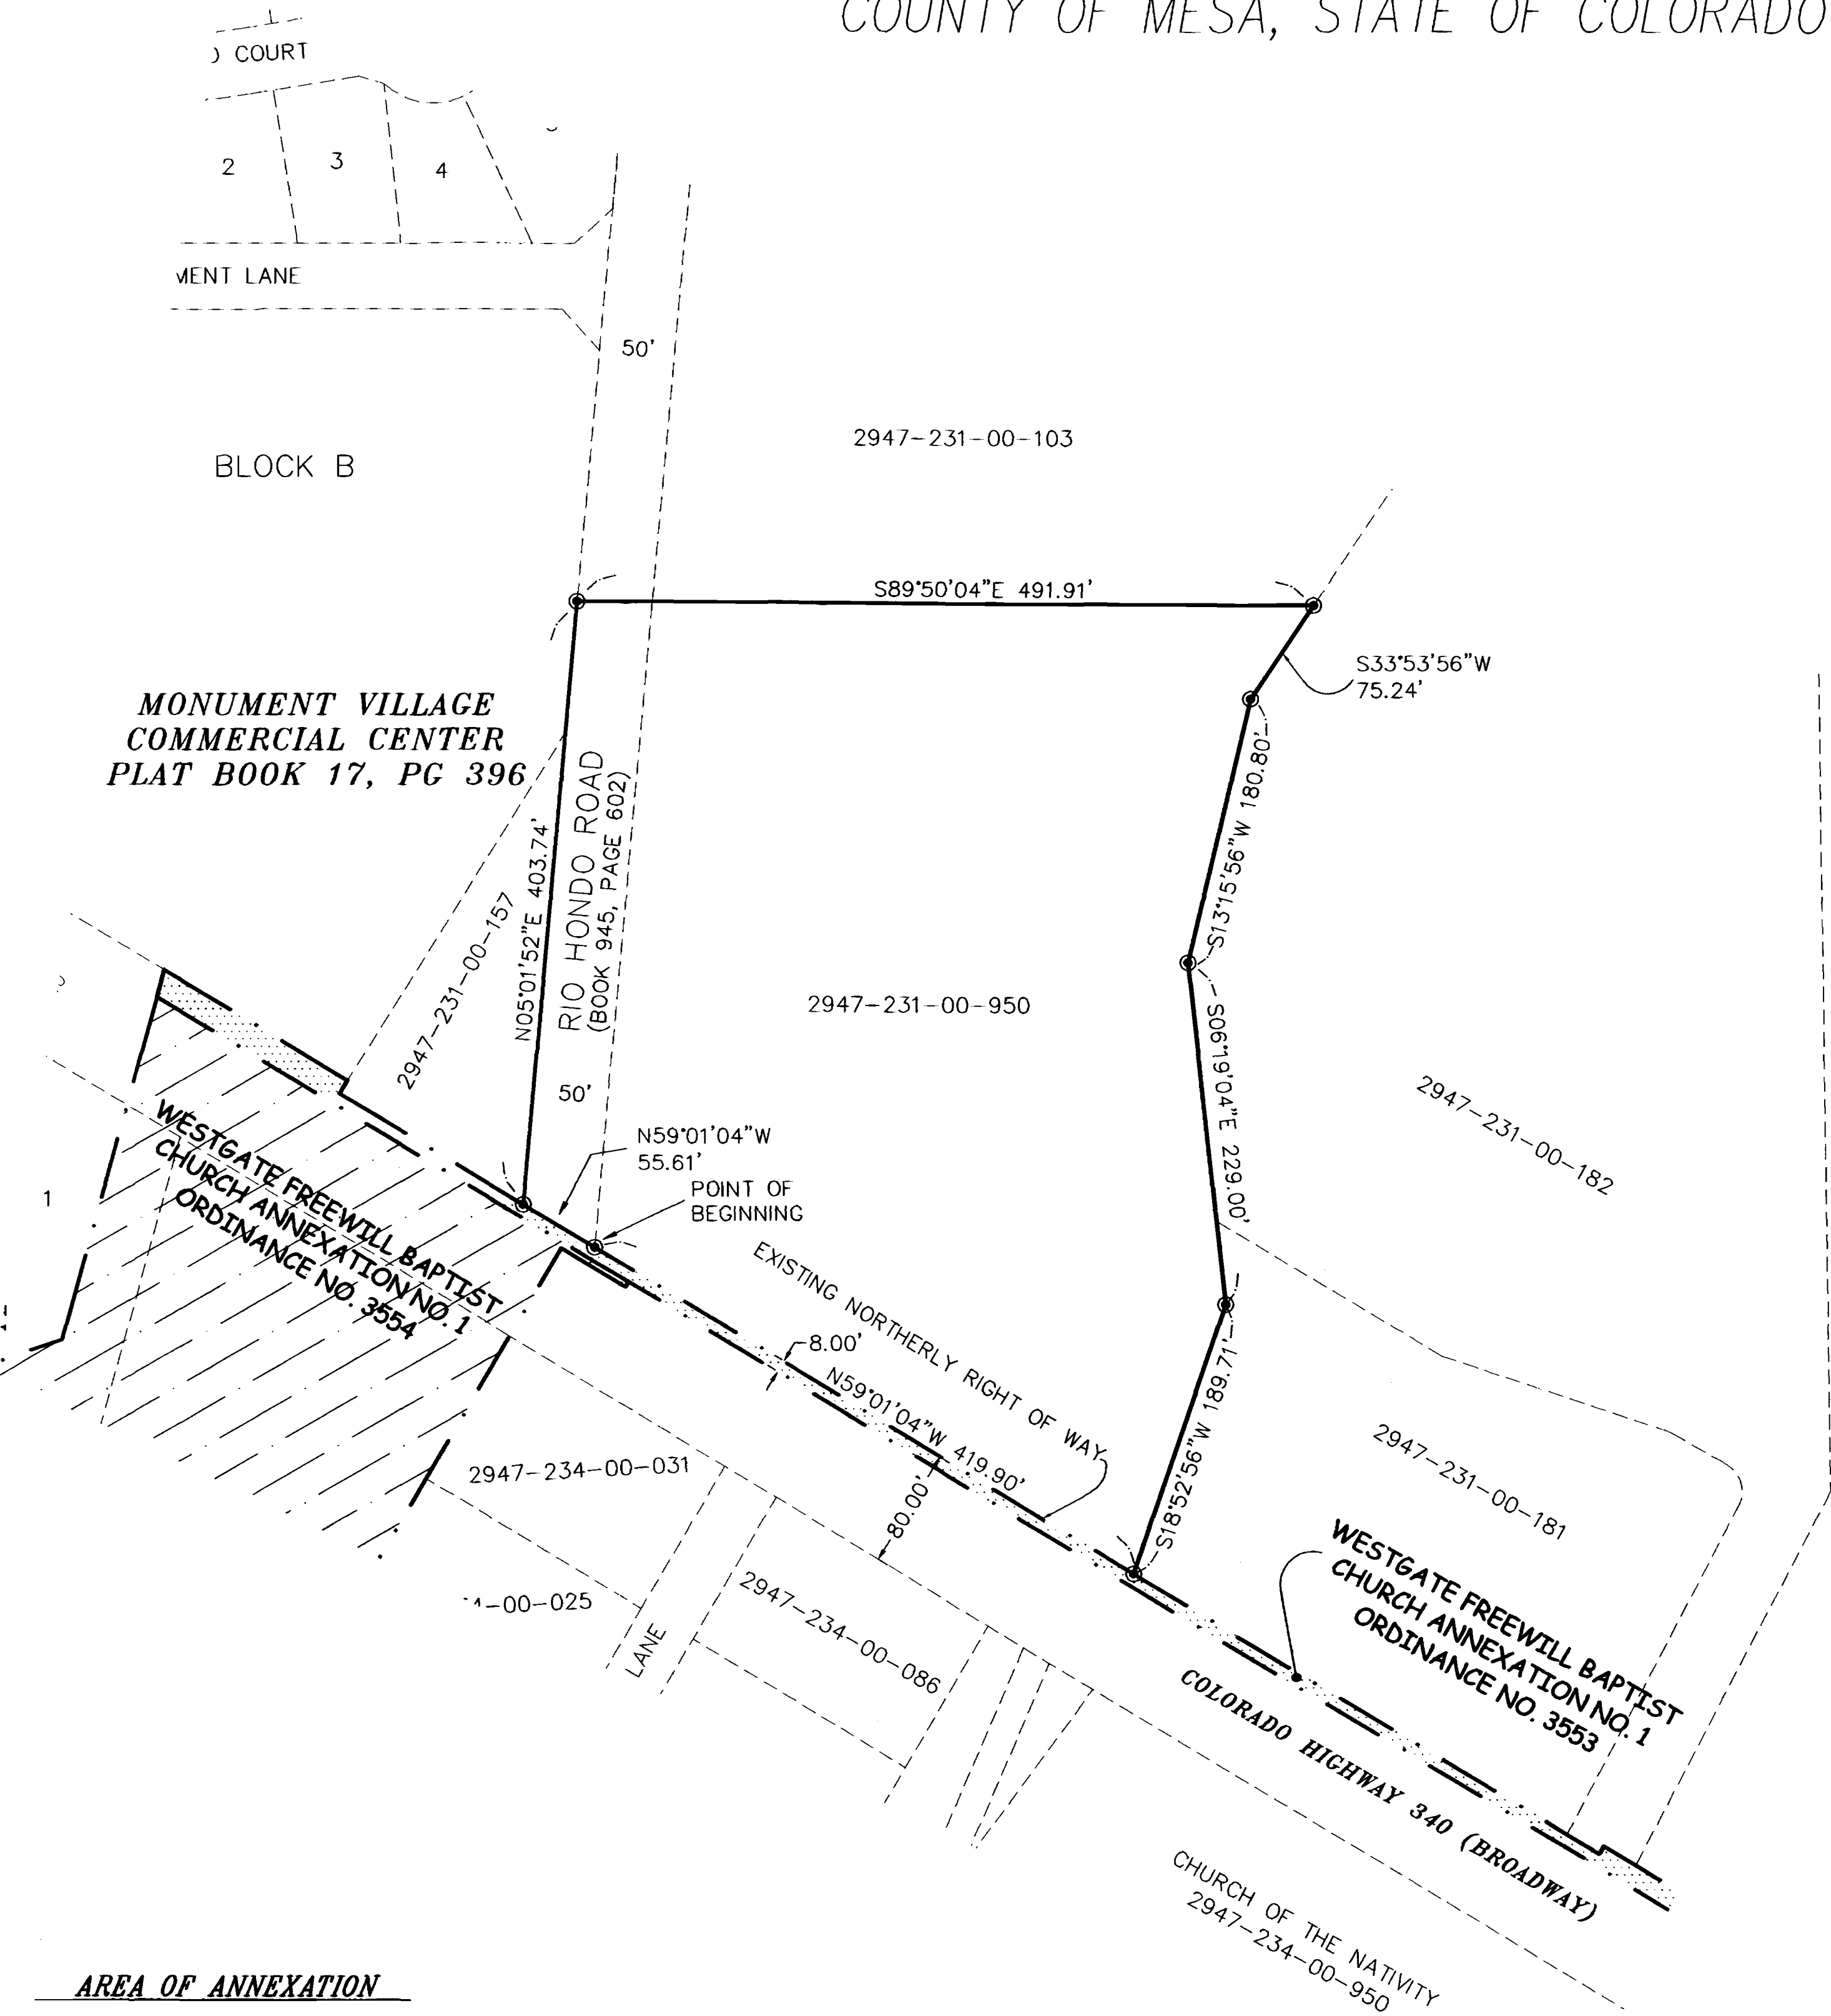 COUNTY OF MESA, STATE OF COLORADO
COURT
2
3
4
MENT LANE
50'
2947-231-00-103
BLOCK B
S89°50'04"E 491.91'
S33°53'56"W
75.24'
MONUMENT VILLAGE
COMMERCIAL CENTER
PLAT BOOK 17, PG 396
S13°15'56"W 180.80'
N05°01'52"E 403.74'
RIO HONDO ROAD
(BOOK 945, PAGE 602)
2947-231-00-157
2947-231-00-950
S06°19'04"E 229.00'
2947-231-00-182
50'
N59°01'04"W
55.61'
POINT OF
BEGINNING
1
WESTGATE FREEWILL BAPTIST
CHURCH ANNEXATION NO. 1
ORDINANCE NO. 3554
EXISTING NORTHERLY RIGHT OF WAY
8.00'
N59°01'04"W 419.90'
S18°52'56"W 189.71'
80.00'
2947-234-00-031
2947-231-00-181
-00-025
LANE
2947-234-00-086
WESTGATE FREEWILL BAPTIST
CHURCH ANNEXATION NO. 1
ORDINANCE NO. 3553
COLORADO HIGHWAY 340 (BROADWAY)
CHURCH OF THE NATIVITY
2947-234-00-950
AREA OF ANNEXATION